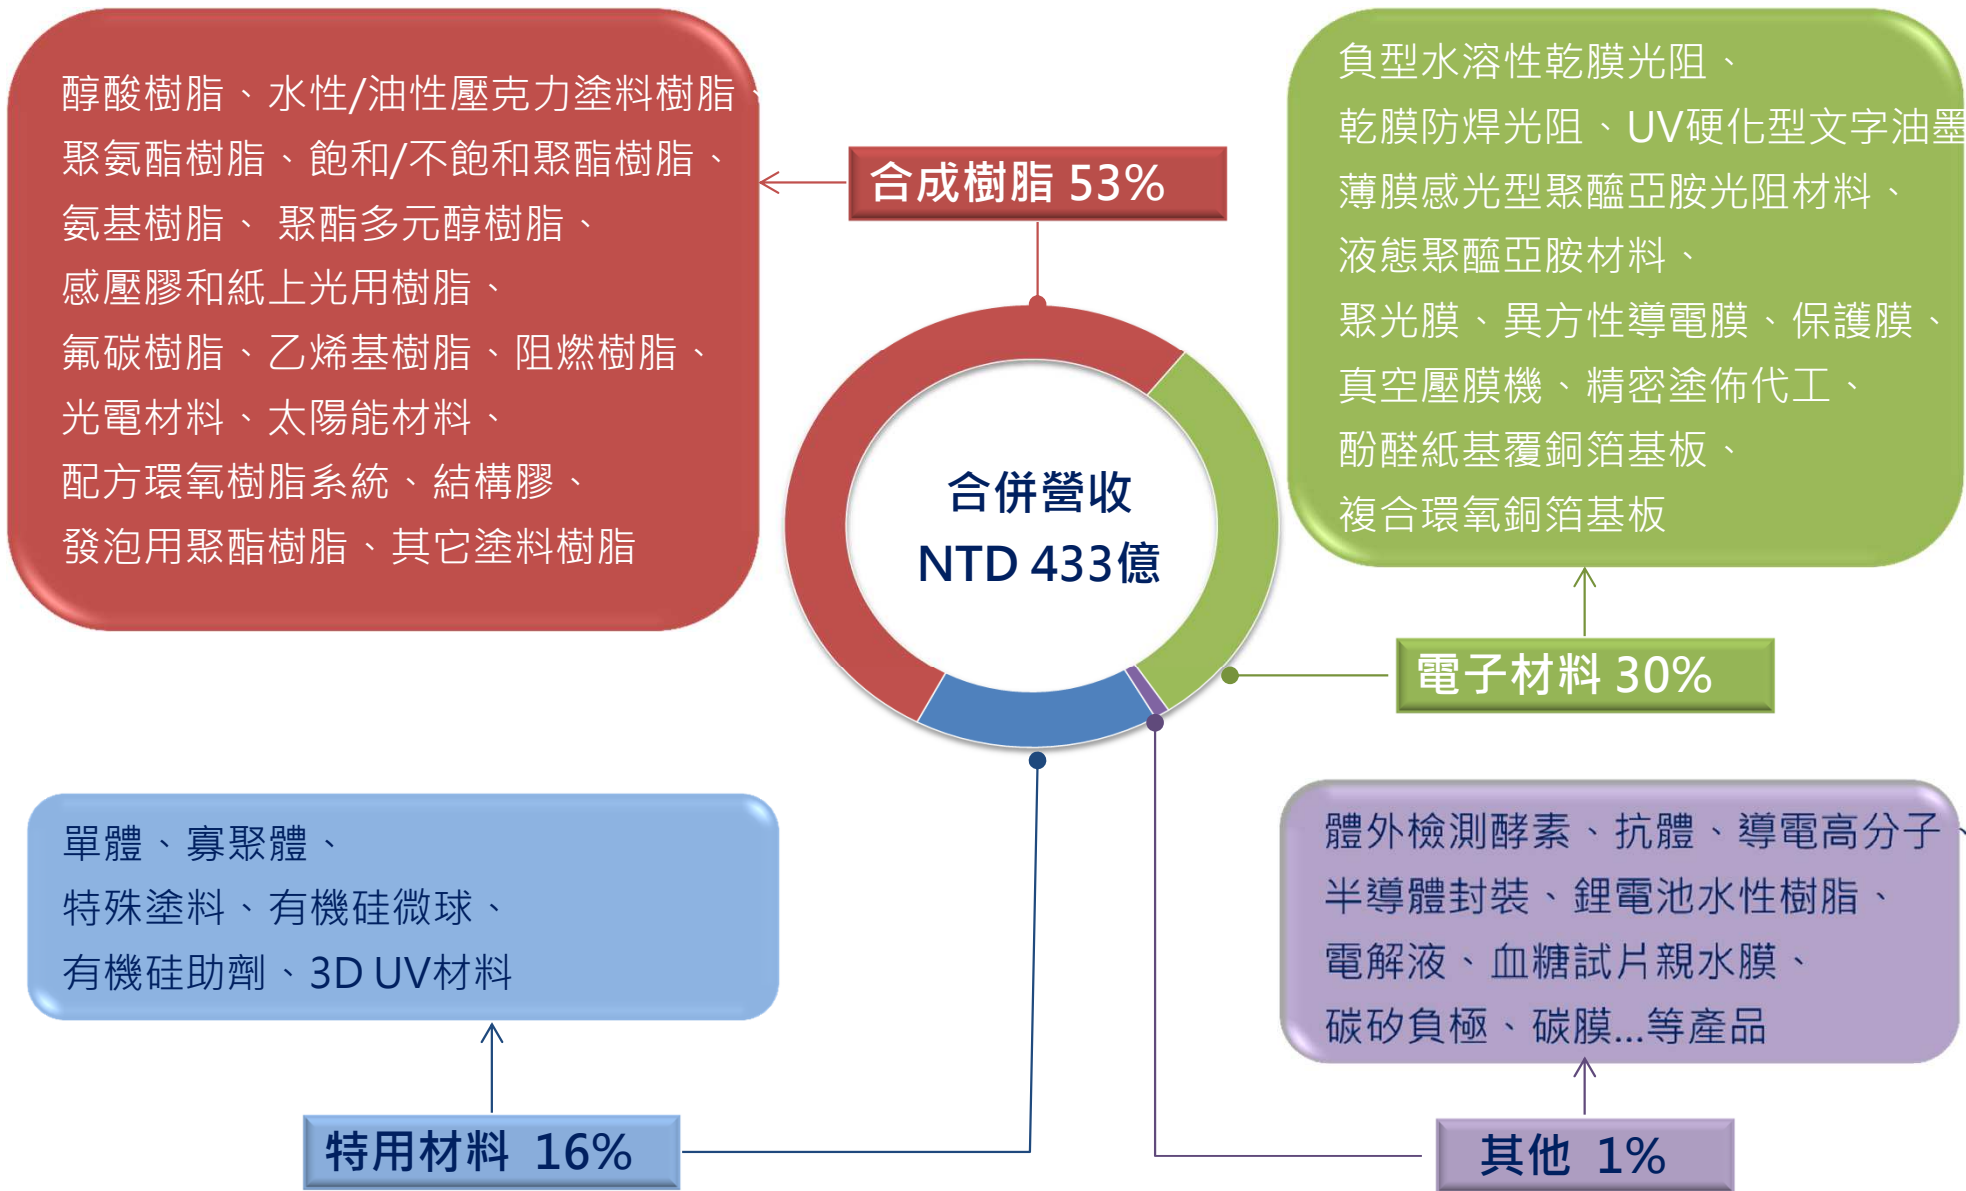 醇酸樹脂、水性/油性壓克力塗料樹脂、
聚氨酯樹脂、飽和/不飽和聚酯樹脂、
氨基樹脂、 聚酯多元醇樹脂、
感壓膠和紙上光用樹脂、
氟碳樹脂、乙烯基樹脂、阻燃樹脂、
光電材料、太陽能材料、
配方環氧樹脂系統、結構膠、
發泡用聚酯樹脂、其它塗料樹脂
合成樹脂 53%
負型水溶性乾膜光阻、
乾膜防焊光阻、UV硬化型文字油墨
薄膜感光型聚醯亞胺光阻材料、
液態聚醯亞胺材料、
聚光膜、異方性導電膜、保護膜、
真空壓膜機、精密塗佈代工、
酚醛紙基覆銅箔基板、
複合環氧銅箔基板
合併營收
NTD 433億
電子材料 30%
單體、寡聚體、
特殊塗料、有機硅微球、
有機硅助劑、3D UV材料
特用材料 16%
體外檢測酵素、抗體、導電高分子、
半導體封裝、鋰電池水性樹脂、
電解液、血糖試片親水膜、
碳矽負極、碳膜...等產品
其他 1%